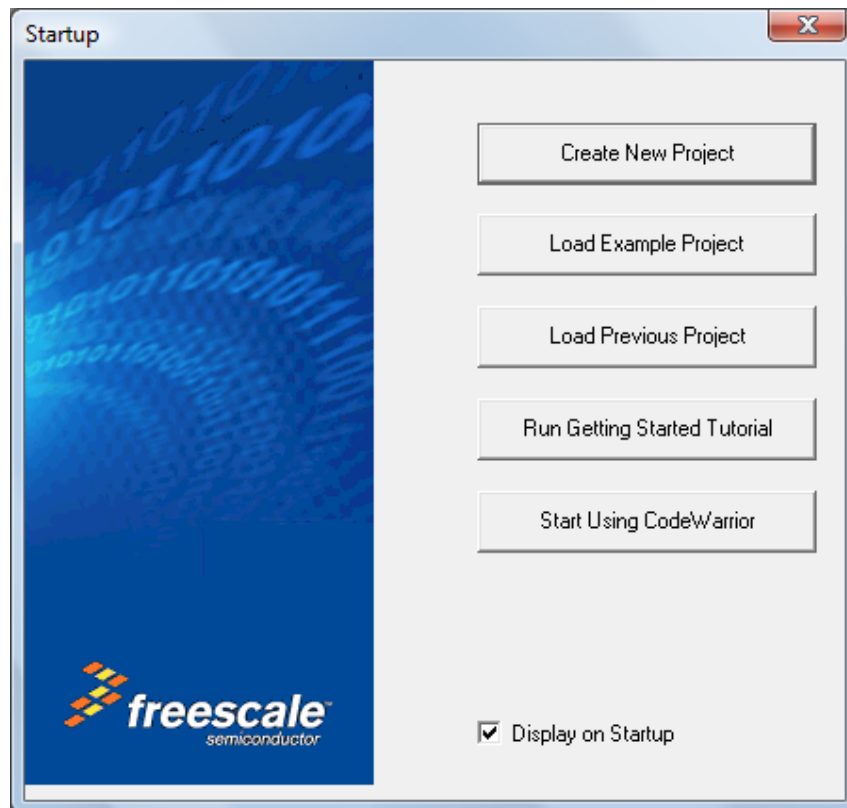 Startup
Create New Project
Load Example Project
Load Previous Project
Run Getting Started Tutorial
Start Using CodeWarrior
freescale™
semiconductor
Display on Startup